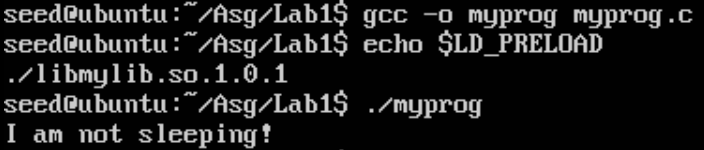 seed@ubuntu:~/Asg/Lab1$ gcc -o myprog myprog.c
seed@ubuntu:~/Asg/Lab1$ echo $LD_PRELOAD
./libmylib.so.1.0.1
seed@ubuntu:~/Asg/Lab1$ ./myprog
I am not sleeping!